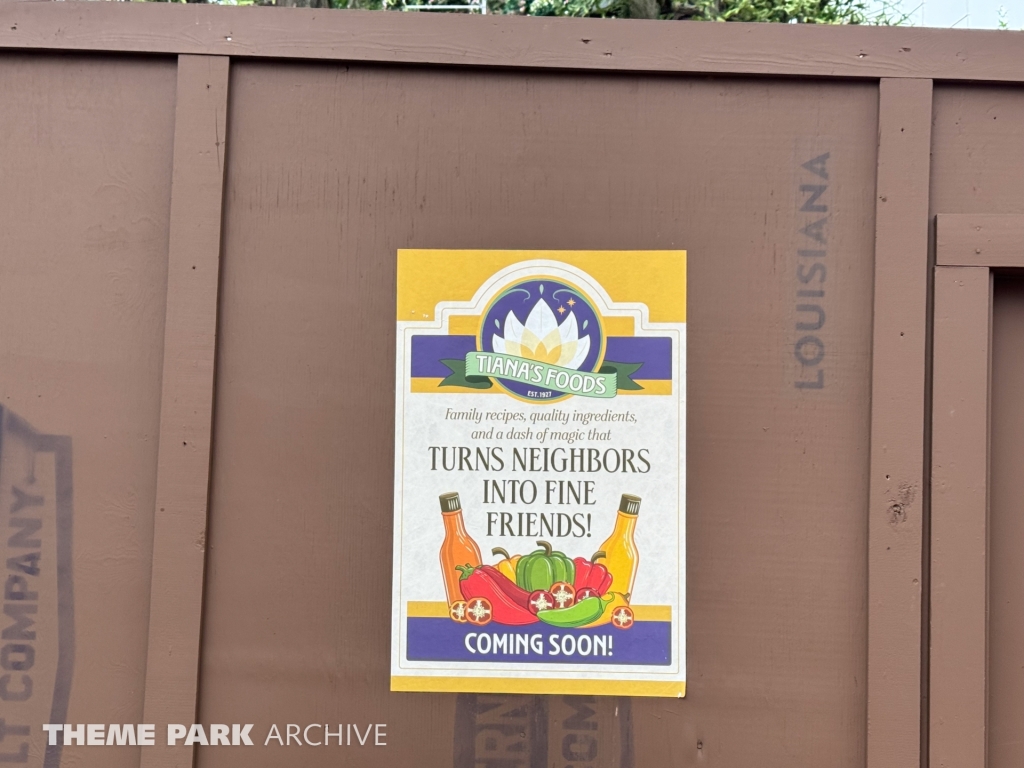 LOUISIANA
TIANA'S FOODS
EST. 1927
Family recipes, quality ingredients,
and a dash of magic that
TURNS NEIGHBORS
INTO FINE
FRIENDS!
COMING SOON!
LT COMPANY
THEME PARK ARCHIVE